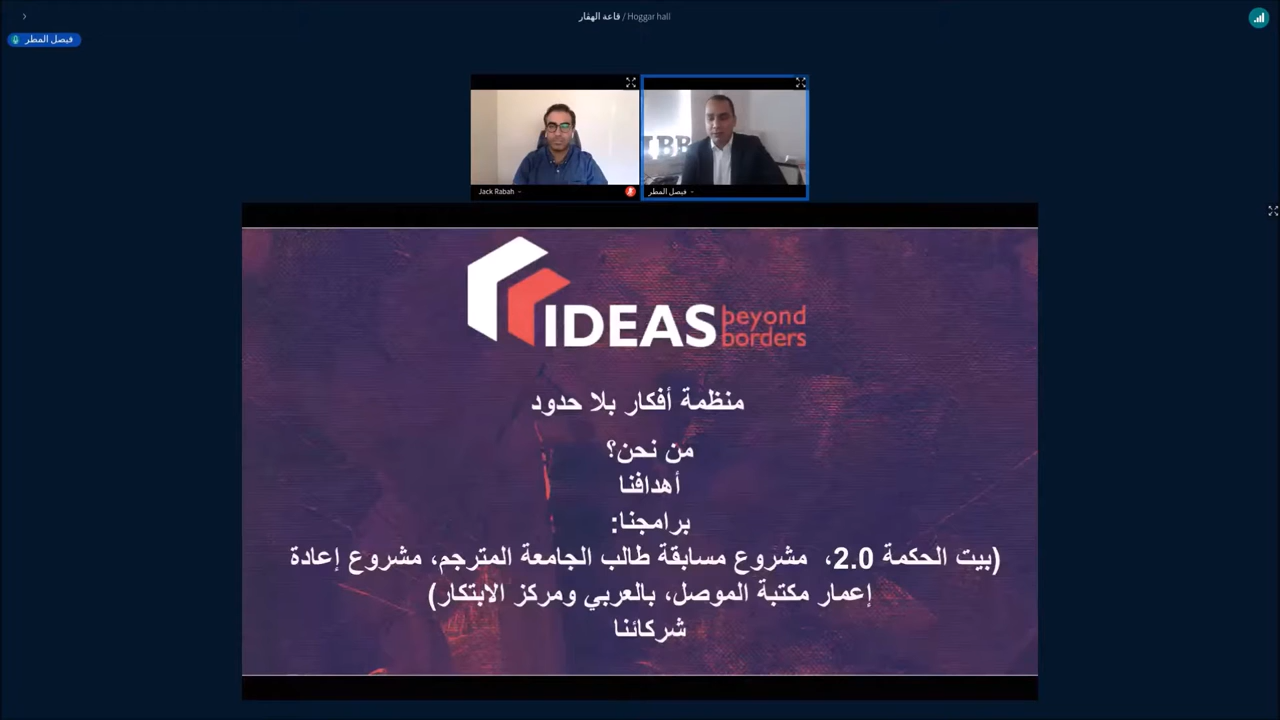 قاعة الهقار / Hoggar hall
فيصل المطر
Jack Rabah
فيصل المطر
IBB
IDEAS beyond borders
منظمة أفكار بلا حدود
من نحن؟
أهدافنا
برامجنا:
(بيت الحكمة 2.0، مشروع مسابقة طالب الجامعة المترجم، مشروع إعادة
إعمار مكتبة الموصل، بالعربي ومركز الابتكار)
شركائنا